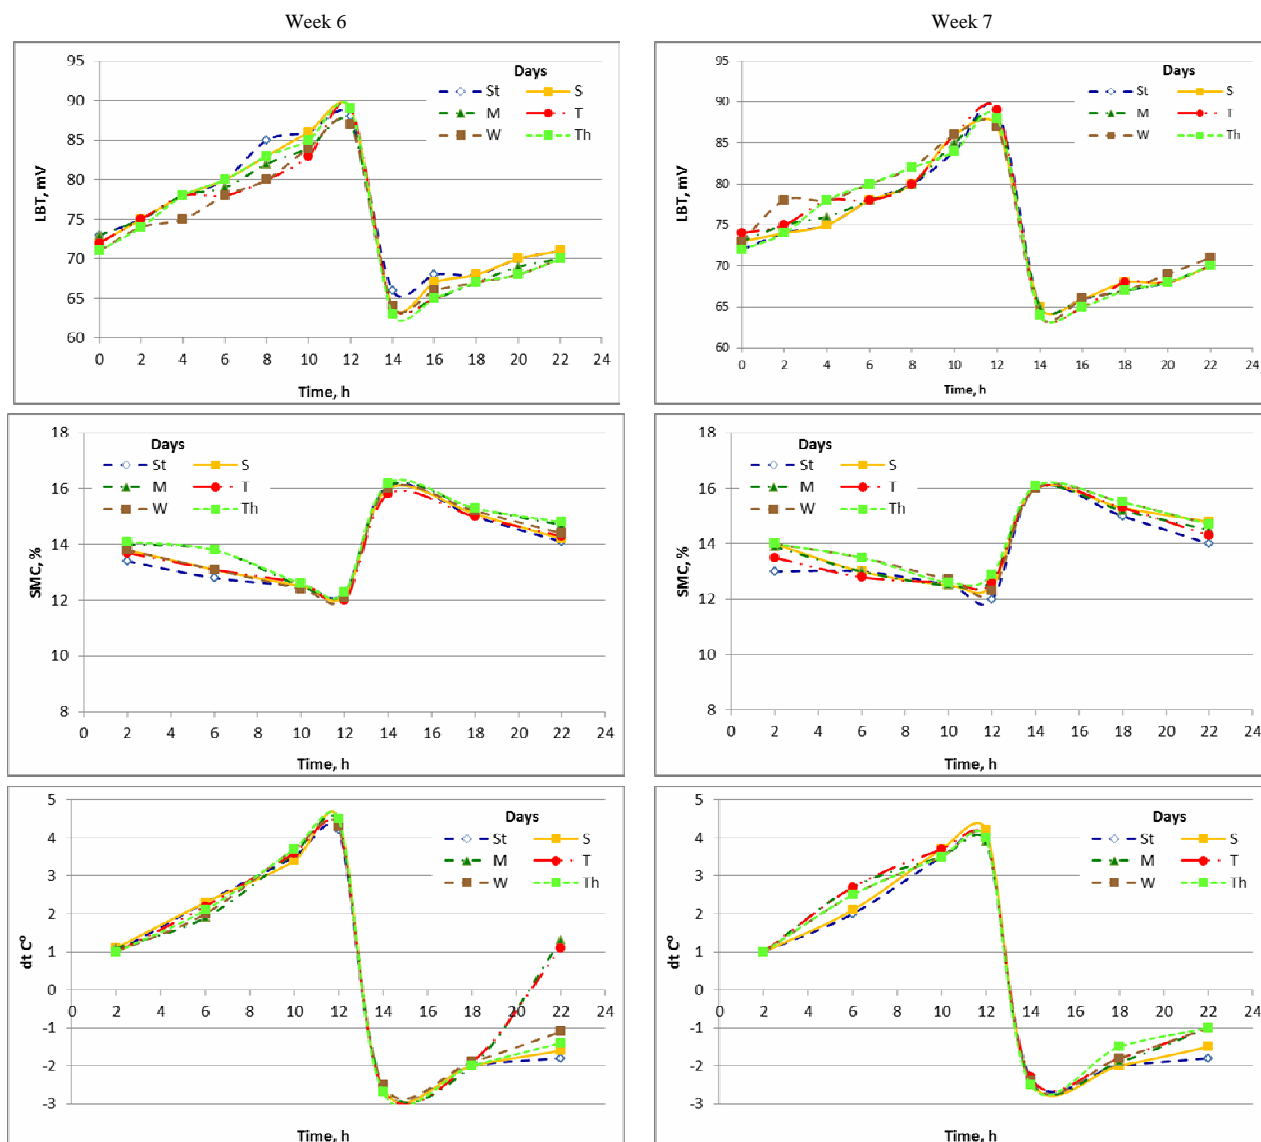 Week 6
Week 7
95
90
85
80
75
70
65
60
LBT, mV
0 2 4 6 8 10 12 14 16 18 20 22 24
Time, h
Days
St S
M T
W Th
95
90
85
80
75
70
65
60
LBT, mV
0 2 4 6 8 10 12 14 16 18 20 22 24
Time, h
Days
St S
M T
W Th
18
16
14
12
10
8
SMC, %
0 2 4 6 8 10 12 14 16 18 20 22 24
Time, h
Days
St S
M T
W Th
18
16
14
12
10
8
SMC, %
0 2 4 6 8 10 12 14 16 18 20 22 24
Time, h
Days
St S
M T
W Th
5
4
3
2
1
0
-1
-2
-3
dt C⁰
0 2 4 6 8 10 12 14 16 18 20 22 24
Time, h
Days
St S
M T
W Th
5
4
3
2
1
0
-1
-2
-3
dt C⁰
2 4 6 8 10 12 14 16 18 20 22 24
Time, h
Days
St S
M T
W Th